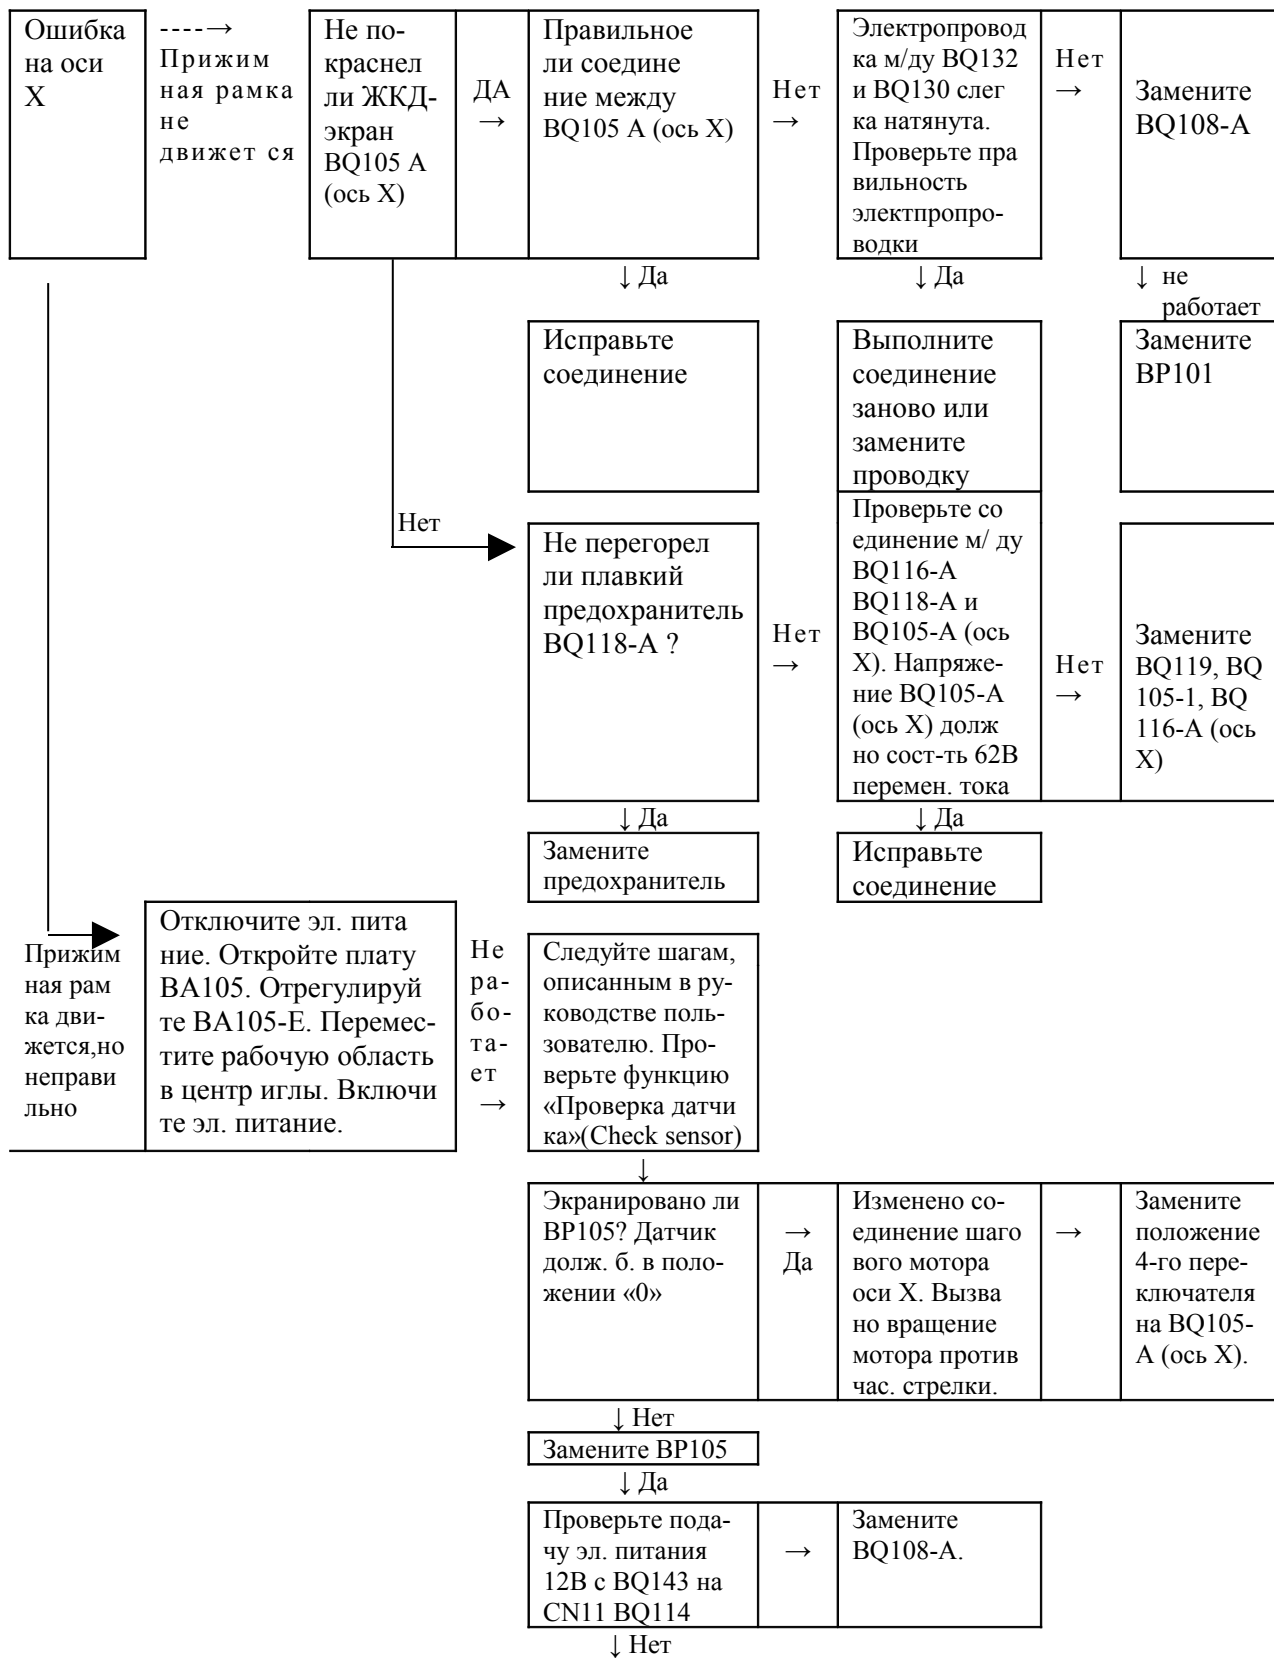 Ошибка
на оси
X
----→
Прижим
ная рамка
не
движет ся
Не по-
краснел
ли ЖКД-
экран
BQ105 A
(ось X)
ДА
→
Правильное
ли соедине
ние между
BQ105 A (ось X)
Нет
→
Электропровод
ка м/ду BQ132
и BQ130 слег
ка натянута.
Проверьте пра
вильность
электпропро-
водки
Нет
→
Замените
BQ108-A
↓ Да
↓ Да
↓ не
работает
Исправьте
соединение
Выполните
соединение
заново или
замените
проводку
Замените
BP101
Нет
Не перегорел
ли плавкий
предохранитель
BQ118-A ?
Нет
→
Проверьте со
единение м/ ду
BQ116-A
BQ118-A и
BQ105-A (ось
X). Напряже-
ние BQ105-A
(ось X) долж
но сост-ть 62В
перемен. тока
Нет
→
Замените
BQ119, BQ
105-1, BQ
116-A (ось
X)
↓ Да
↓ Да
Замените
предохранитель
Исправьте
соединение
Прижим
ная рам
ка дви-
жется,но
неправи
льно
Отключите эл. пита
ние. Откройте плату
BA105. Отрегулируй
те BA105-E. Перемес-
тите рабочую область
в центр иглы. Включи
те эл. питание.
Не
ра-
бо-
та-
ет
→
Следуйте шагам,
описанным в ру-
ководстве поль-
зователю. Про-
верьте функцию
«Проверка датчи
ка»(Check sensor)
↓
Экранировано ли
BP105? Датчик
долж. б. в поло-
жении «0»
→
Да
Изменено со-
единение шаго
вого мотора
оси X. Вызва
но вращение
мотора против
час. стрелки.
→
Замените
положение
4-го пере-
ключателя
на BQ105-
A (ось X).
↓ Нет
Замените BP105
↓ Да
Проверьте пода-
чу эл. питания
12В с BQ143 на
CN11 BQ114
→
Замените
BQ108-A.
↓ Нет